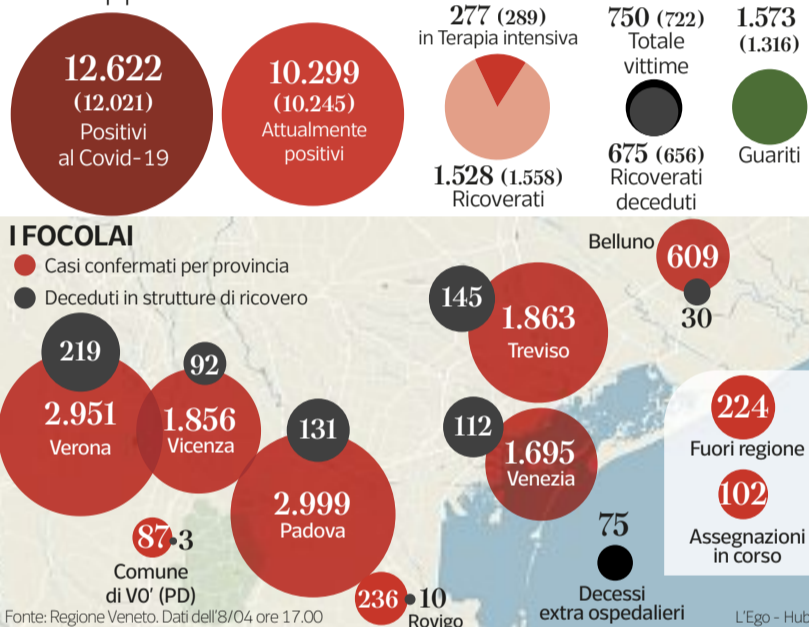 12.622
(12.021)
Positivi
al Covid-19
10.299
(10.245)
Attualmente
positivi
277 (289)
in Terapia intensiva
1.528 (1.558)
Ricoverati
750 (722)
Totale
vittime
675 (656)
Ricoverati
deceduti
1.573
(1.316)
Guariti
I FOCOLAI
Casi confermati per provincia
Deceduti in strutture di ricovero
Belluno
609
30
145
1.863
Treviso
219
2.951
Verona
92
1.856
Vicenza
131
2.999
Padova
112
1.695
Venezia
224
Fuori regione
102
Assegnazioni
in corso
87 3
Comune
di VO' (PD)
75
Decessi
extra ospedalieri
236 10
Rovigo
Fonte: Regione Veneto. Dati dell'8/04 ore 17.00
L'Ego - Hub